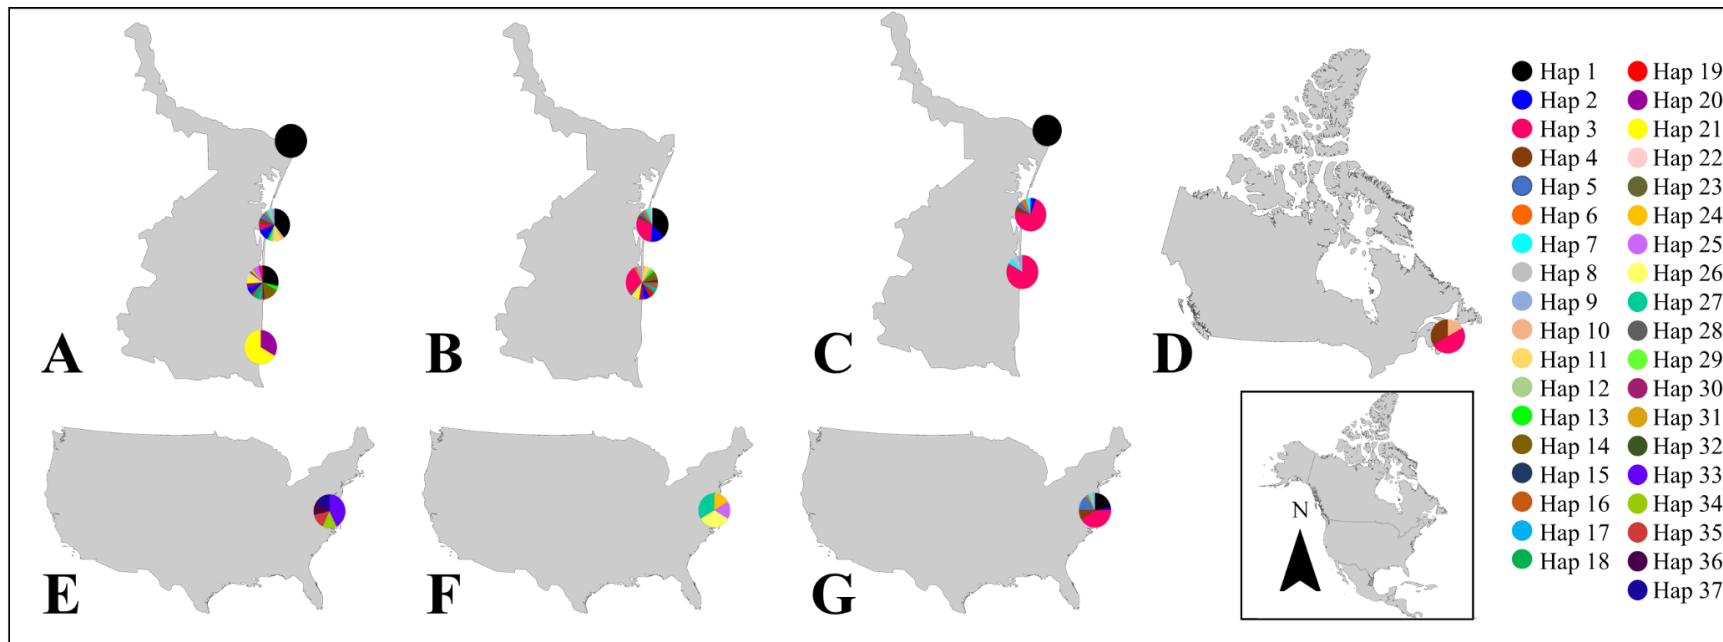 A
B
C
D
E
F
G
N
Hap 1
Hap 2
Hap 3
Hap 4
Hap 5
Hap 6
Hap 7
Hap 8
Hap 9
Hap 10
Hap 11
Hap 12
Hap 13
Hap 14
Hap 15
Hap 16
Hap 17
Hap 18
Hap 19
Hap 20
Hap 21
Hap 22
Hap 23
Hap 24
Hap 25
Hap 26
Hap 27
Hap 28
Hap 29
Hap 30
Hap 31
Hap 32
Hap 33
Hap 34
Hap 35
Hap 36
Hap 37